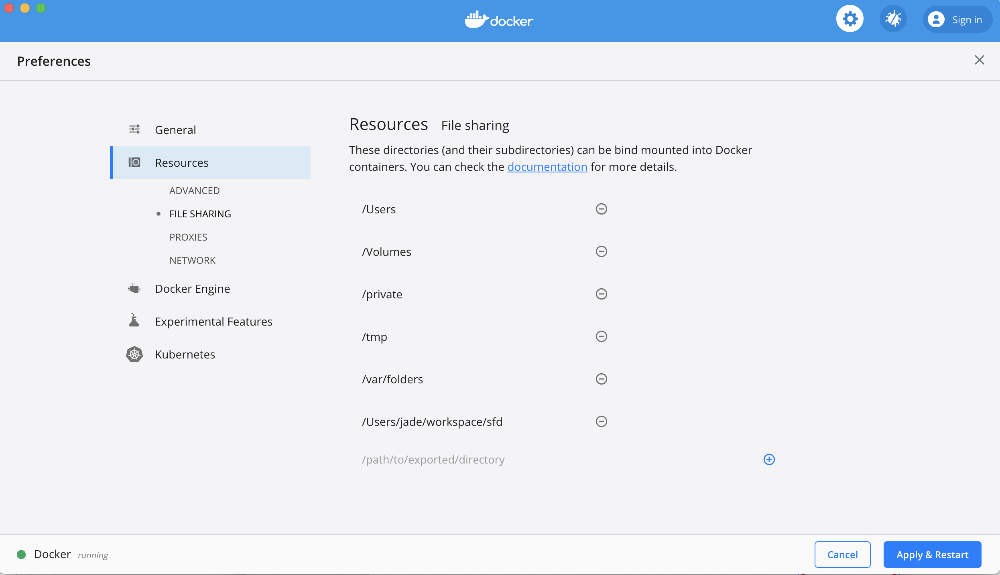 docker
Sign in
Preferences
General
Resources
ADVANCED
FILE SHARING
PROXIES
NETWORK
Docker Engine
Experimental Features
Kubernetes
Resources File sharing
These directories (and their subdirectories) can be bind mounted into Docker
containers. You can check the documentation for more details.
/Users
/Volumes
/private
/tmp
/var/folders
/Users/jade/workspace/sfd
/path/to/exported/directory
Docker running
Cancel
Apply & Restart